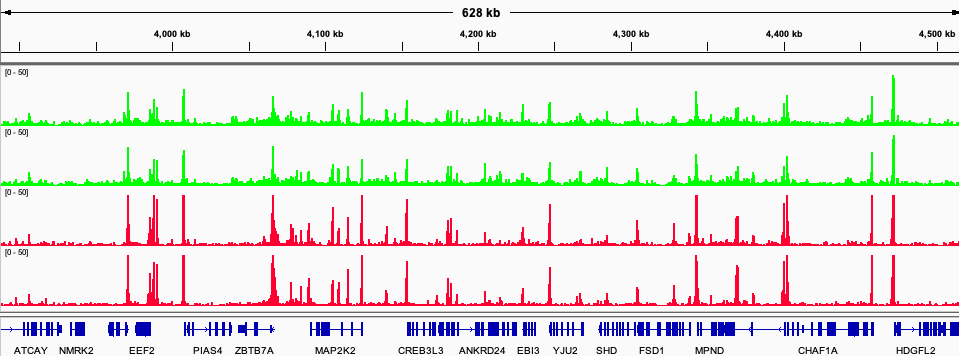 628 kb
4,000 kb 4,100 kb 4,200 kb 4,300 kb 4,400 kb 4,500 kb
[0 - 50]
[0 - 50]
[0 - 50]
[0 - 50]
ATCAY NMRK2 EEF2 PIAS4 ZBTB7A MAP2K2 CREB3L3 ANKRD24 EBI3 YJU2 SHD FSD1 MPND CHAF1A HDGFL2